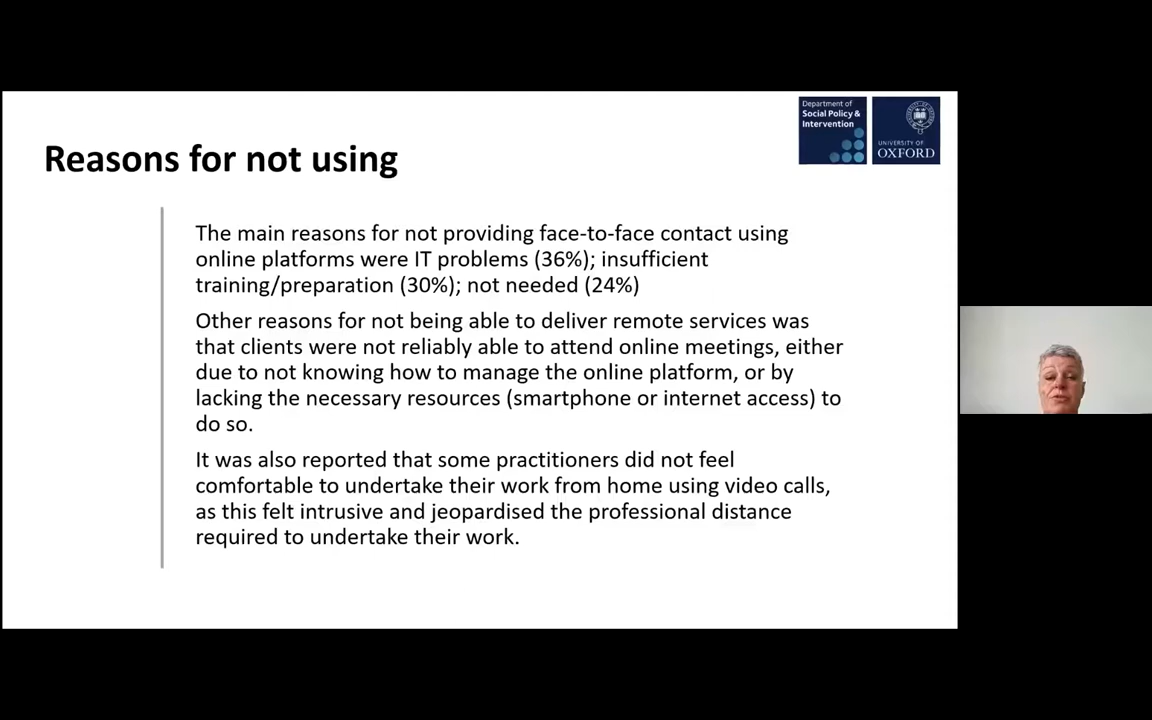 Department of
Social Policy &
Intervention
UNIVERSITY OF
OXFORD
Reasons for not using
The main reasons for not providing face-to-face contact using
online platforms were IT problems (36%); insufficient
training/preparation (30%); not needed (24%)
Other reasons for not being able to deliver remote services was
that clients were not reliably able to attend online meetings, either
due to not knowing how to manage the online platform, or by
lacking the necessary resources (smartphone or internet access) to
do so.
It was also reported that some practitioners did not feel
comfortable to undertake their work from home using video calls,
as this felt intrusive and jeopardised the professional distance
required to undertake their work.